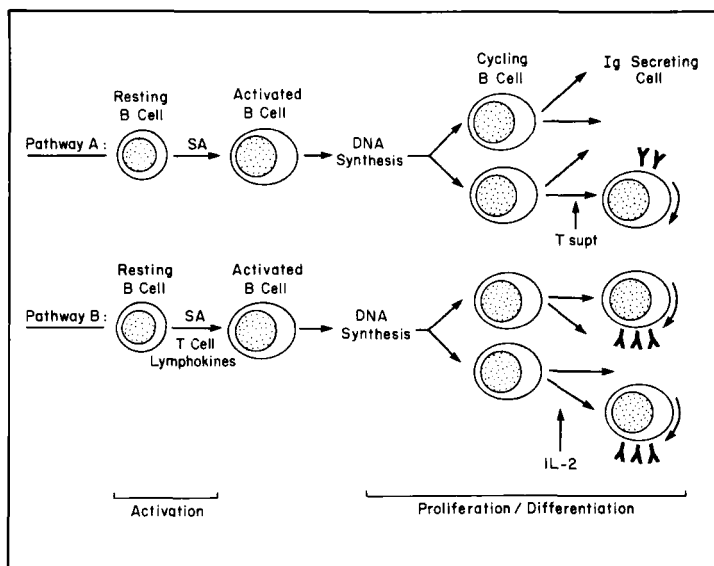 Cycling
B Cell
Ig Secreting
Cell
Resting
B Cell
Activated
B Cell
Pathway A :
SA
DNA
Synthesis
T supt
Resting
B Cell
Activated
B Cell
Pathway B :
SA
T Cell
Lymphokines
DNA
Synthesis
IL-2
Activation
Proliferation / Differentiation